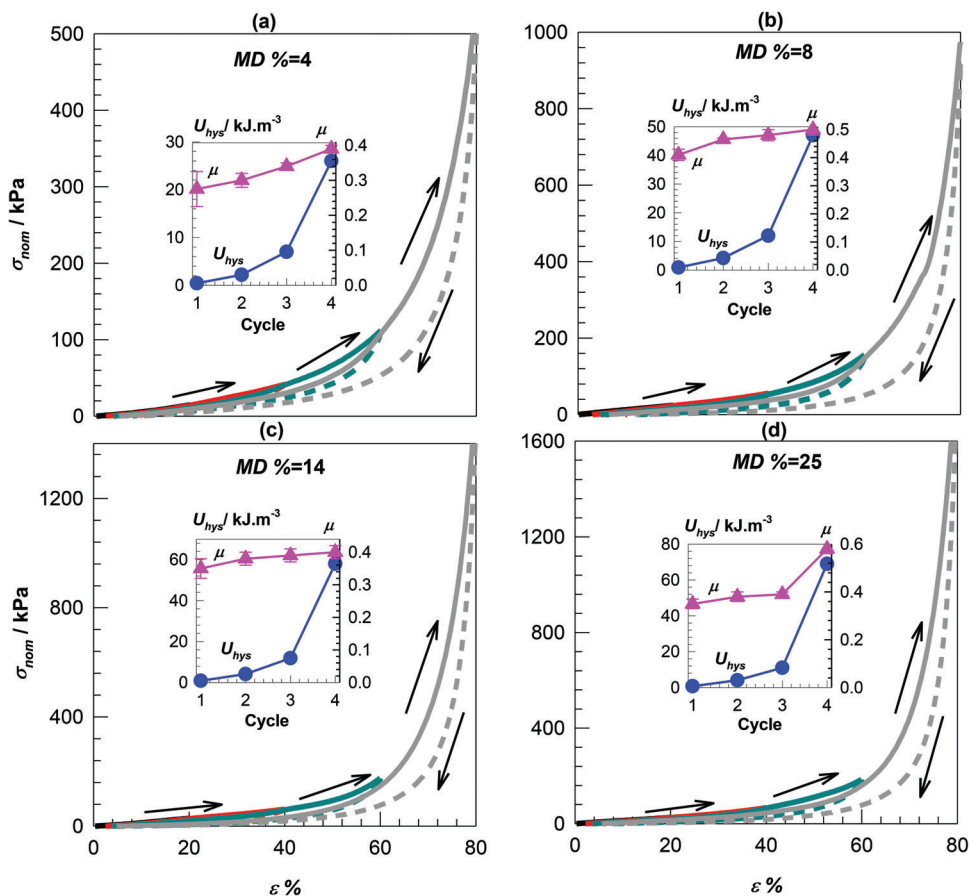 (a)
MD %=4
σnom / kPa
500
400
300
200
100
0
Uhys/ kJ.m-3
μ
30
20
10
0
0.4
0.3
0.2
0.1
0.0
μ
Uhys
1 2 3 4
Cycle
(b)
MD %=8
1000
800
600
400
200
0
Uhys/ kJ.m-3
μ
50
40
30
20
10
0
0.5
0.4
0.3
0.2
0.1
0.0
μ
Uhys
1 2 3 4
(c)
MD %=14
σnom / kPa
1200
800
400
0
Uhys/ kJ.m-3
μ
60
40
20
0
0.4
0.3
0.2
0.1
0.0
μ
Uhys
1 2 3 4
Cycle
0 20 40 60 80
ε %
(d)
MD %=25
1600
1200
800
400
0
Uhys/ kJ.m-3
μ
80
60
40
20
0
0.6
0.4
0.2
0.0
μ
Uhys
1 2 3 4
Cycle
0 20 40 60 80
ε %